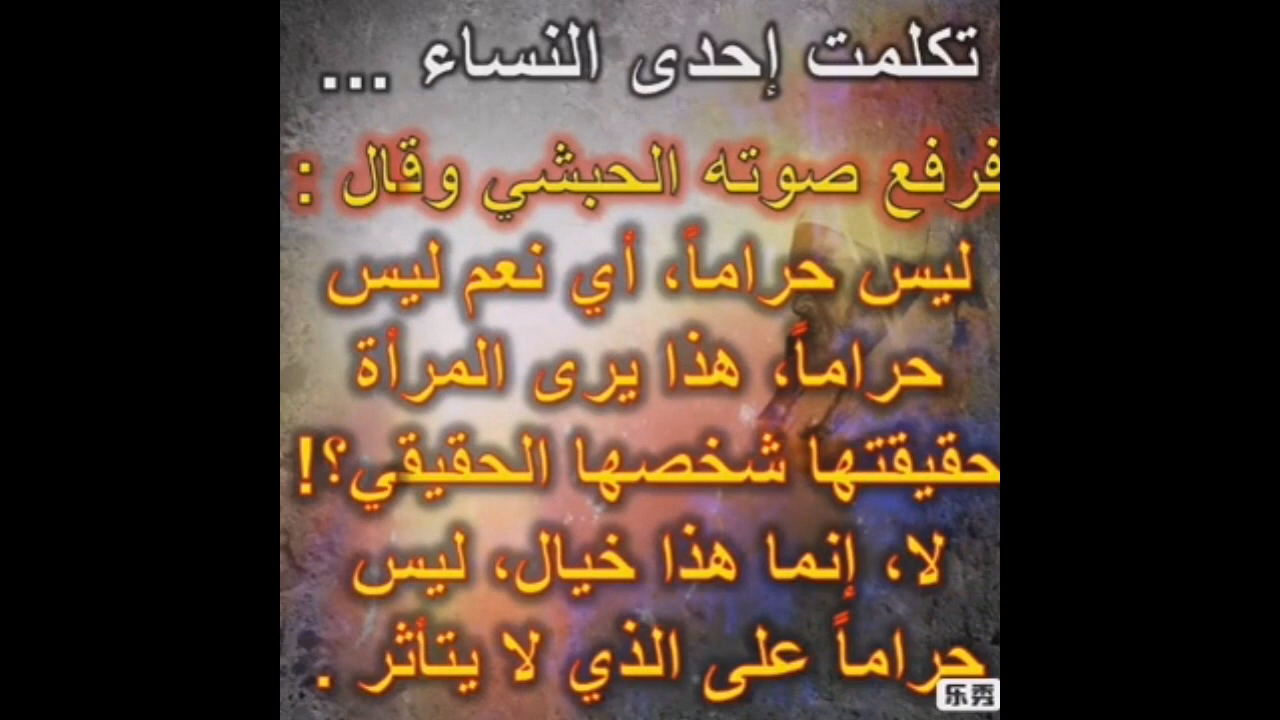 تكلمت إحدى النساء ...
فرفع صوته الحبشي وقال :
ليس حراماً، أي نعم ليس
حراماً، هذا يرى المرأة
حقيقتها شخصها الحقيقي؟!
لا، إنما هذا خيال، ليس
حراماً على الذي لا يتأثر .
乐秀